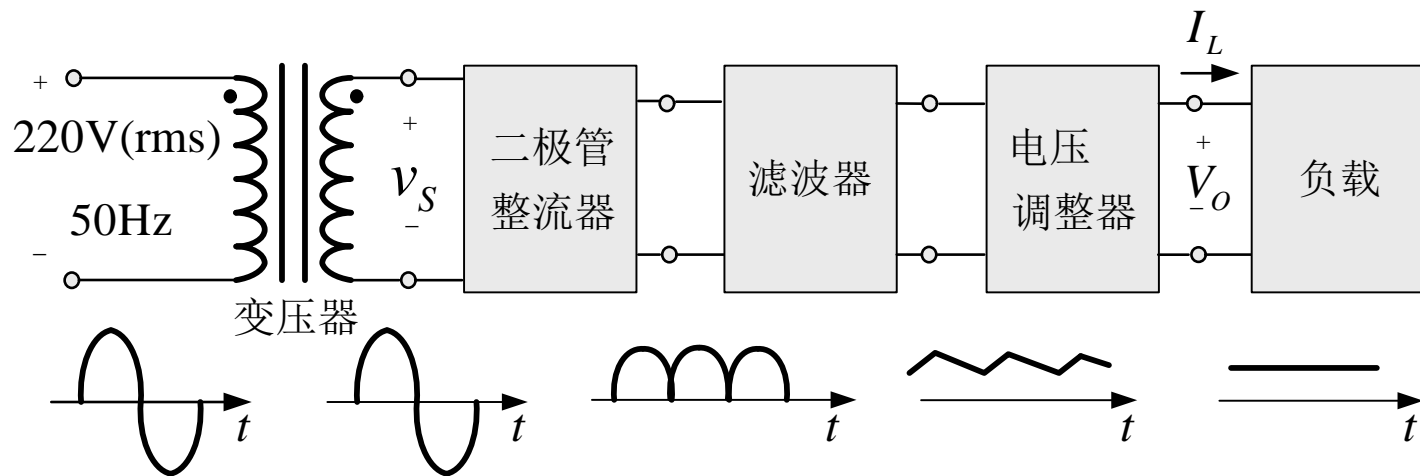 I_L
+
220V(rms)
50Hz
−
变压器
+
v_S
−
二极管
整流器
滤波器
电压
调整器
+
V_O
−
负载
t
t
t
t
t